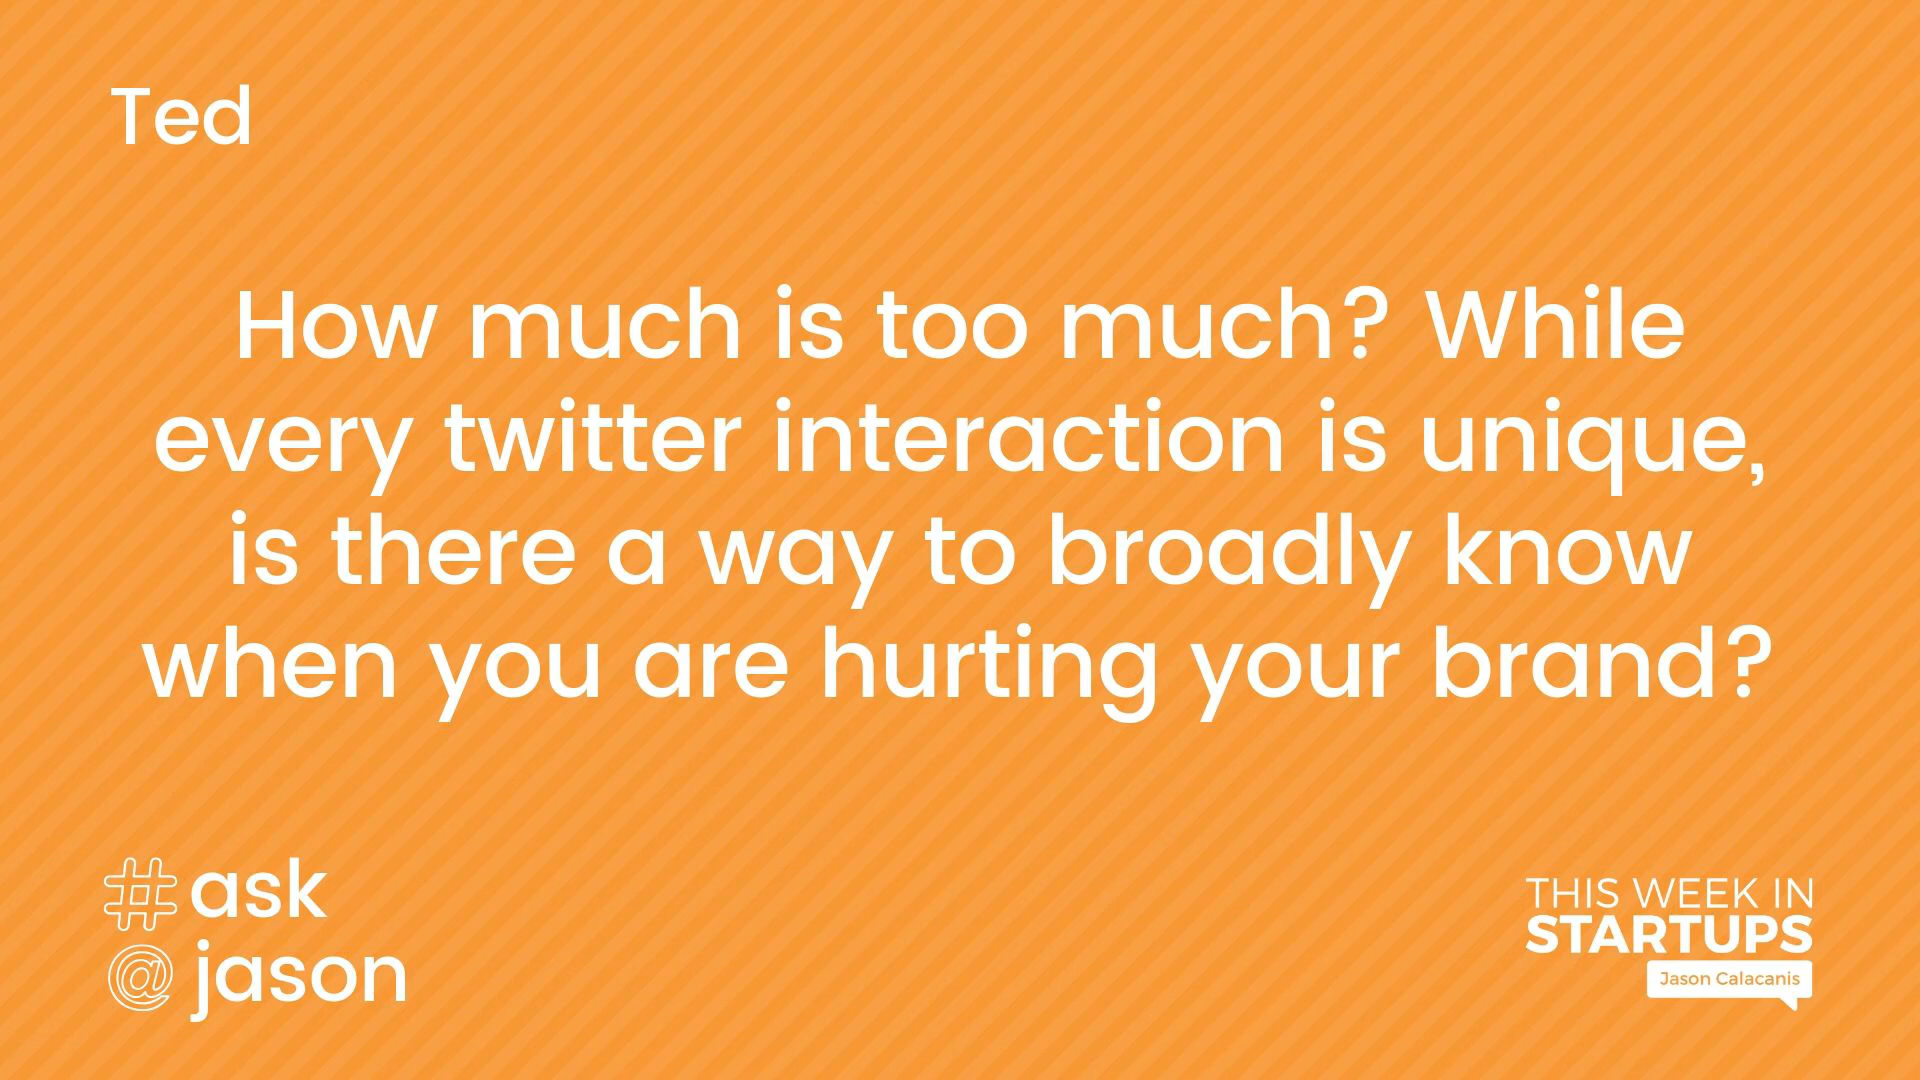 Ted
How much is too much? While
every twitter interaction is unique,
is there a way to broadly know
when you are hurting your brand?
#ask
@jason
THIS WEEK IN
STARTUPS
Jason Calacanis